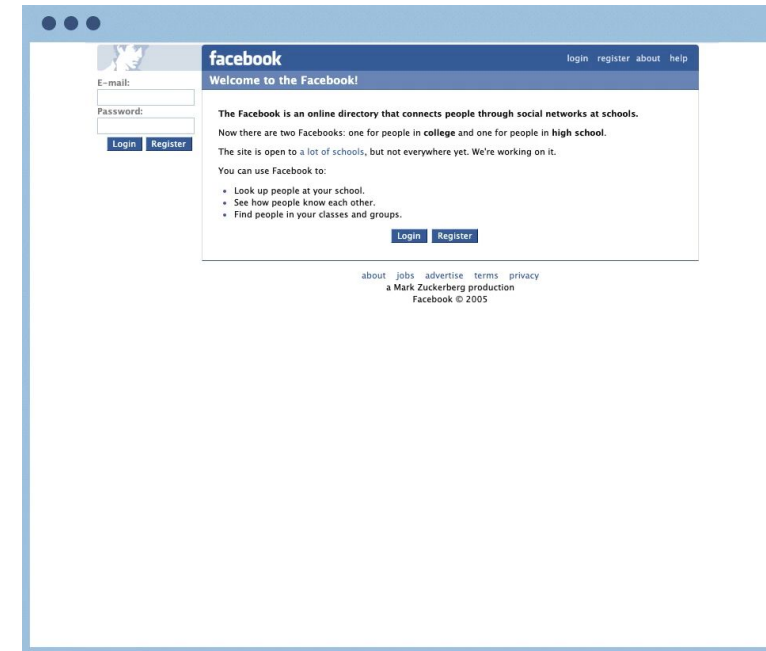 facebook
login register about help
E-mail:
Password:
Login Register
Welcome to the Facebook!
The Facebook is an online directory that connects people through social networks at schools.
Now there are two Facebooks: one for people in college and one for people in high school.
The site is open to a lot of schools, but not everywhere yet. We're working on it.
You can use Facebook to:
• Look up people at your school.
• See how people know each other.
• Find people in your classes and groups.
Login Register
about jobs advertise terms privacy
a Mark Zuckerberg production
Facebook © 2005